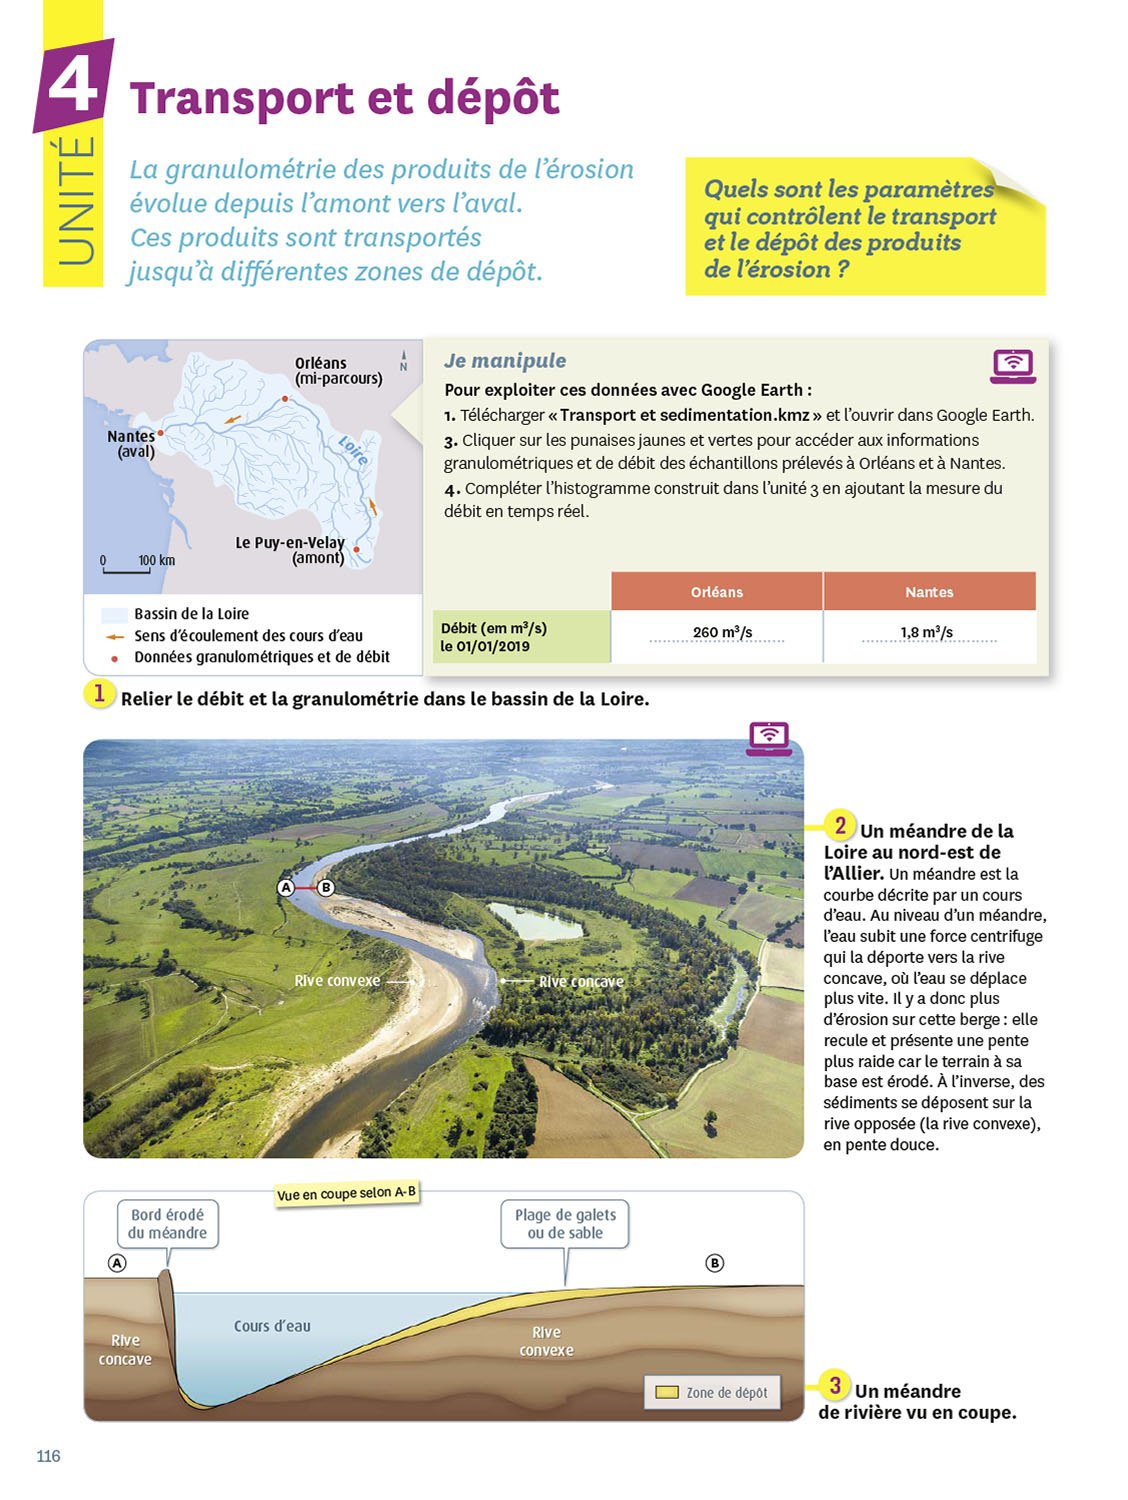 4
UNITÉ
Transport et dépôt
La granulométrie des produits de l'érosion
évolue depuis l'amont vers l'aval.
Ces produits sont transportés
jusqu'à différentes zones de dépôt.
Quels sont les paramètres
qui contrôlent le transport
et le dépôt des produits
de l'érosion ?
Orléans
(mi-parcours)
N
Nantes
(aval)
Loire
Le Puy-en-Velay
(amont)
0 100 km
Bassin de la Loire
Sens d'écoulement des cours d'eau
Données granulométriques et de débit
Je manipule
Pour exploiter ces données avec Google Earth :
1. Télécharger « Transport et sedimentation.kmz » et l'ouvrir dans Google Earth.
3. Cliquer sur les punaises jaunes et vertes pour accéder aux informations
granulométriques et de débit des échantillons prélevés à Orléans et à Nantes.
4. Compléter l'histogramme construit dans l'unité 3 en ajoutant la mesure du
débit en temps réel.
Orléans Nantes
Débit (em m³/s)
le 01/01/2019
260 m³/s 1,8 m³/s
1 Relier le débit et la granulométrie dans le bassin de la Loire.
A B
Rive convexe
Rive concave
2 Un méandre de la
Loire au nord-est de
l'Allier. Un méandre est la
courbe décrite par un cours
d'eau. Au niveau d'un méandre,
l'eau subit une force centrifuge
qui la déporte vers la rive
concave, où l'eau se déplace
plus vite. Il y a donc plus
d'érosion sur cette berge : elle
recule et présente une pente
plus raide car le terrain à sa
base est érodé. À l'inverse, des
sédiments se déposent sur la
rive opposée (la rive convexe),
en pente douce.
Vue en coupe selon A-B
Bord érodé
du méandre
Plage de galets
ou de sable
A
B
Cours d'eau
Rive
concave
Rive
convexe
Zone de dépôt
3 Un méandre
de rivière vu en coupe.
116